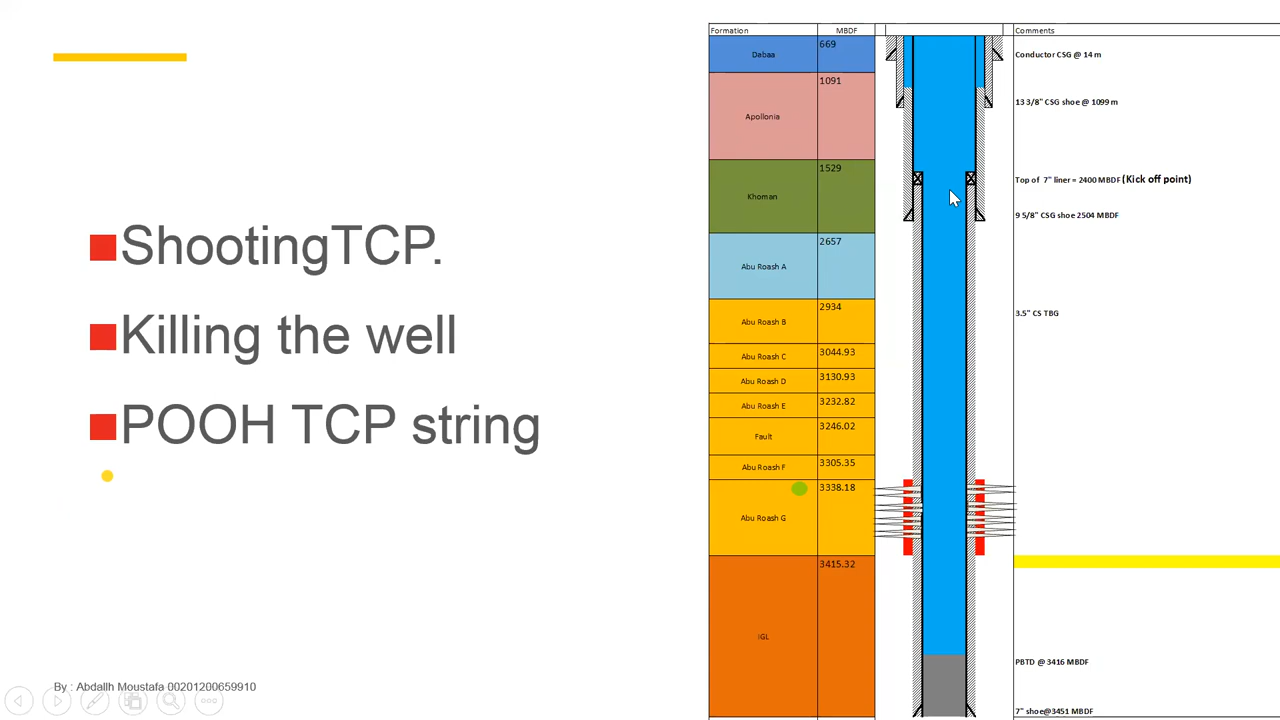 ShootingTCP.
Killing the well
POOH TCP string
By : Abdallh Moustafa 00201200659910
Formation MBDF Comments
Dabaa 669 Conductor CSG @ 14 m
Apollonia 1091 13 3/8" CSG shoe @ 1099 m
Khoman 1529 Top of 7" liner = 2400 MBDF (Kick off point)
9 5/8" CSG shoe 2504 MBDF
Abu Roash A 2657
Abu Roash B 2934 3.5" CS TBG
Abu Roash C 3044.93
Abu Roash D 3130.93
Abu Roash E 3232.82
Fault 3246.02
Abu Roash F 3305.35
Abu Roash G 3338.18
IGL 3415.32
PBTD @ 3416 MBDF
7" shoe@3451 MBDF